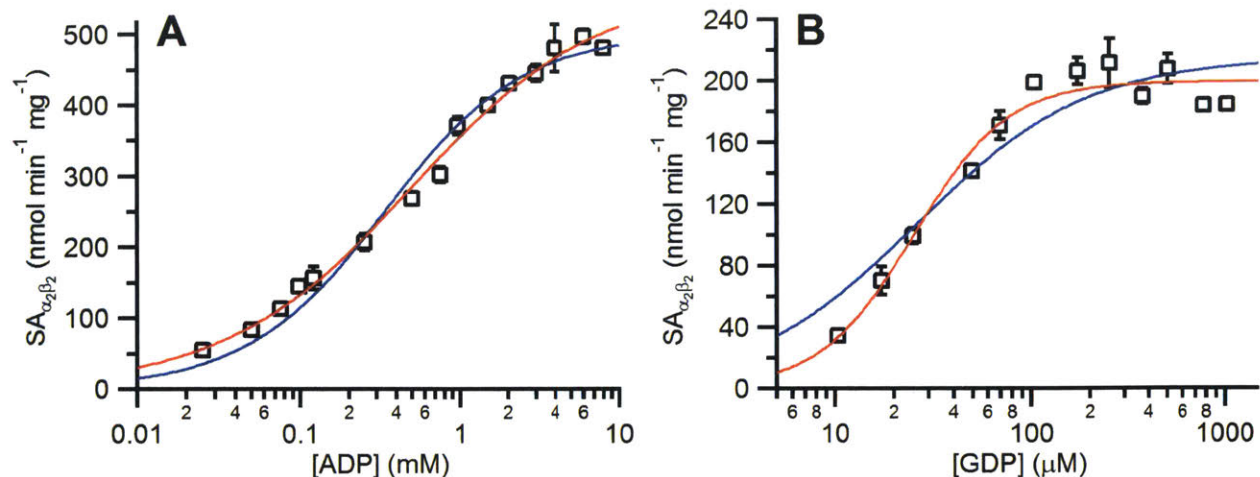 A
500
400
300
200
100
0
SAα2β2 (nmol min-1 mg-1)
0.01 2 4 6 0.1 2 4 6 1 2 4 6 10
[ADP] (mM)
B
240
200
160
120
80
40
0
SAα2β2 (nmol min-1 mg-1)
6 8 10 2 4 6 8 100 2 4 6 8 1000
[GDP] (μM)